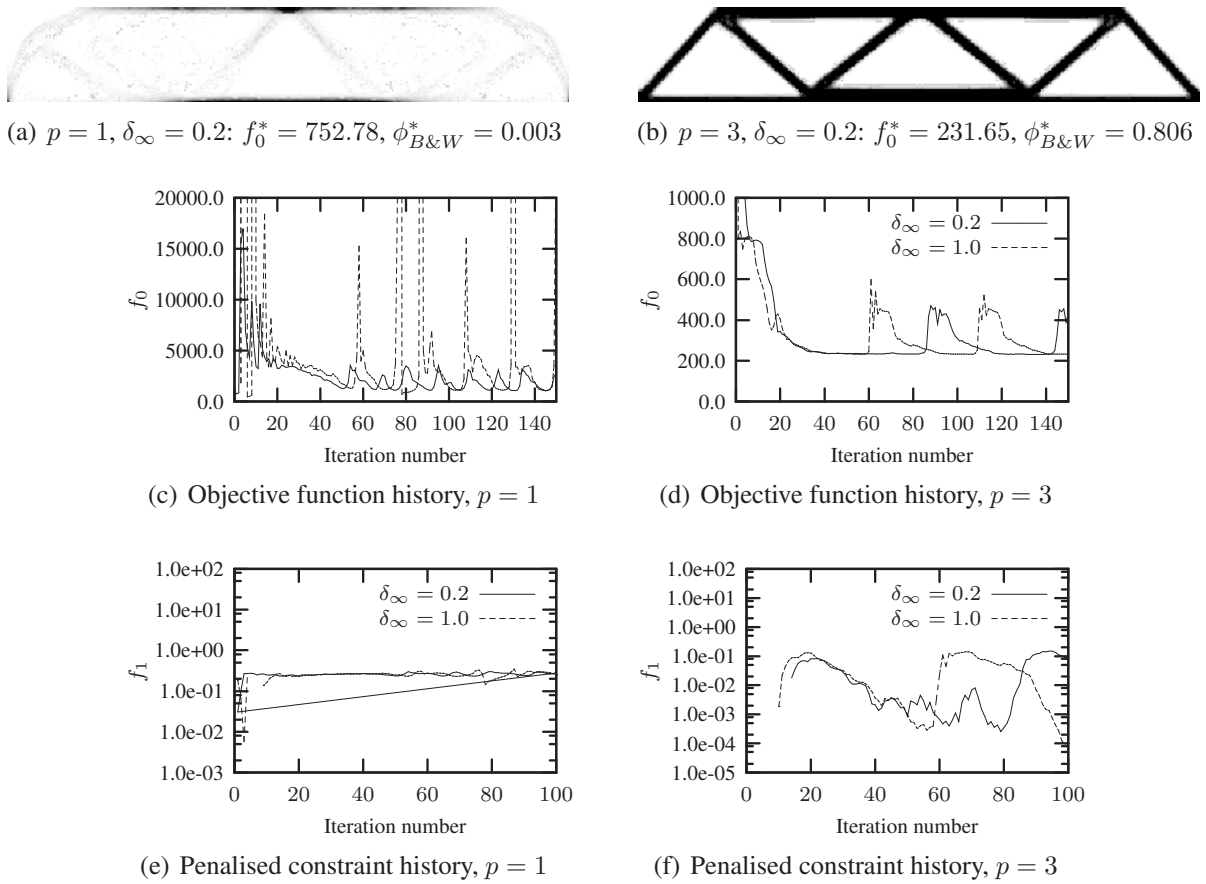 (a) p = 1, δ∞ = 0.2: f₀* = 752.78, ϕ*B&W = 0.003
(b) p = 3, δ∞ = 0.2: f₀* = 231.65, ϕ*B&W = 0.806
20000.0
15000.0
10000.0
5000.0
0.0
f₀
0 20 40 60 80 100 120 140
Iteration number
(c) Objective function history, p = 1
1000.0
800.0
600.0
400.0
200.0
0.0
f₀
δ∞ = 0.2
δ∞ = 1.0
0 20 40 60 80 100 120 140
Iteration number
(d) Objective function history, p = 3
1.0e+02
1.0e+01
1.0e+00
1.0e-01
1.0e-02
1.0e-03
f₁
δ∞ = 0.2
δ∞ = 1.0
0 20 40 60 80 100
Iteration number
(e) Penalised constraint history, p = 1
1.0e+02
1.0e+01
1.0e+00
1.0e-01
1.0e-02
1.0e-03
1.0e-04
1.0e-05
f₁
δ∞ = 0.2
δ∞ = 1.0
0 20 40 60 80 100
Iteration number
(f) Penalised constraint history, p = 3